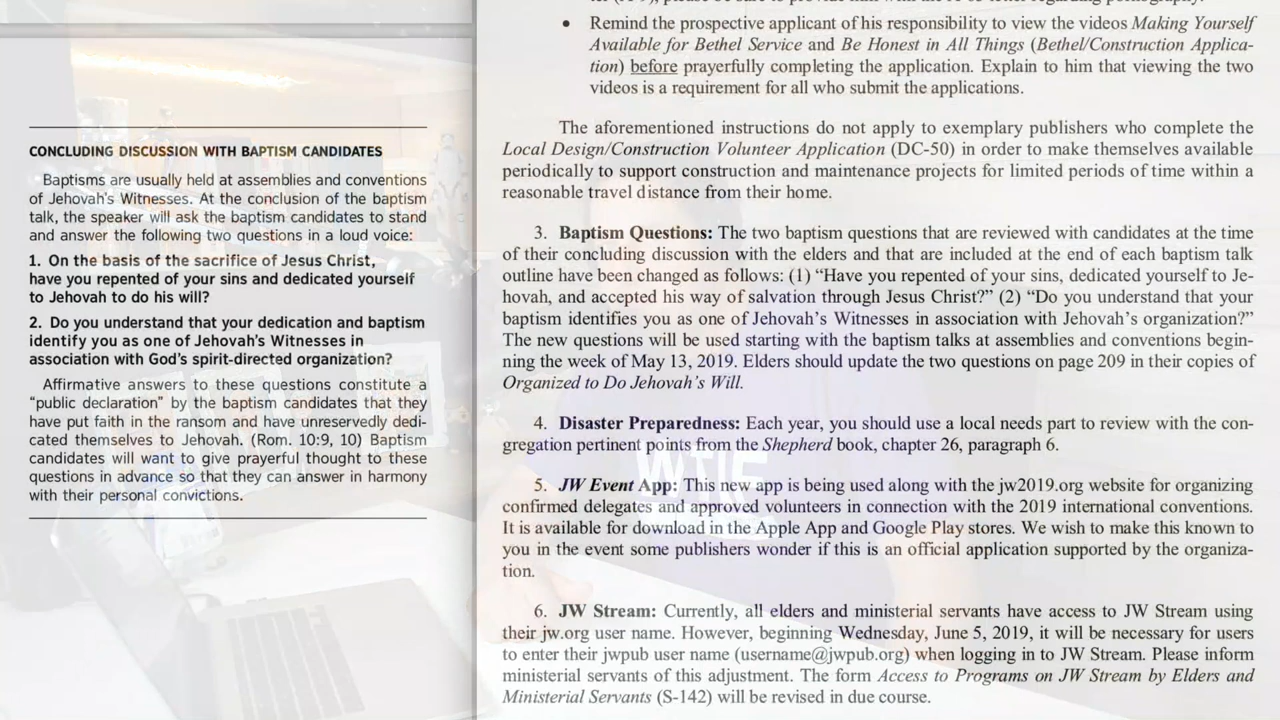 CONCLUDING DISCUSSION WITH BAPTISM CANDIDATES
Baptisms are usually held at assemblies and conventions
of Jehovah's Witnesses. At the conclusion of the baptism
talk, the speaker will ask the baptism candidates to stand
and answer the following two questions in a loud voice:
1. On the basis of the sacrifice of Jesus Christ,
have you repented of your sins and dedicated yourself
to Jehovah to do his will?
2. Do you understand that your dedication and baptism
identify you as one of Jehovah's Witnesses in
association with God's spirit-directed organization?
Affirmative answers to these questions constitute a
“public declaration” by the baptism candidates that they
have put faith in the ransom and have unreservedly dedi-
cated themselves to Jehovah. (Rom. 10:9, 10) Baptism
candidates will want to give prayerful thought to these
questions in advance so that they can answer in harmony
with their personal convictions.
• Remind the prospective applicant of his responsibility to view the videos Making Yourself
Available for Bethel Service and Be Honest in All Things (Bethel/Construction Applica-
tion) before prayerfully completing the application. Explain to him that viewing the two
videos is a requirement for all who submit the applications.
The aforementioned instructions do not apply to exemplary publishers who complete the
Local Design/Construction Volunteer Application (DC-50) in order to make themselves available
periodically to support construction and maintenance projects for limited periods of time within a
reasonable travel distance from their home.
3. Baptism Questions: The two baptism questions that are reviewed with candidates at the time
of their concluding discussion with the elders and that are included at the end of each baptism talk
outline have been changed as follows: (1) “Have you repented of your sins, dedicated yourself to Je-
hovah, and accepted his way of salvation through Jesus Christ?” (2) “Do you understand that your
baptism identifies you as one of Jehovah's Witnesses in association with Jehovah's organization?”
The new questions will be used starting with the baptism talks at assemblies and conventions begin-
ning the week of May 13, 2019. Elders should update the two questions on page 209 in their copies of
Organized to Do Jehovah's Will.
4. Disaster Preparedness: Each year, you should use a local needs part to review with the con-
gregation pertinent points from the Shepherd book, chapter 26, paragraph 6.
5. JW Event App: This new app is being used along with the jw2019.org website for organizing
confirmed delegates and approved volunteers in connection with the 2019 international conventions.
It is available for download in the Apple App and Google Play stores. We wish to make this known to
you in the event some publishers wonder if this is an official application supported by the organiza-
tion.
6. JW Stream: Currently, all elders and ministerial servants have access to JW Stream using
their jw.org user name. However, beginning Wednesday, June 5, 2019, it will be necessary for users
to enter their jwpub user name (username@jwpub.org) when logging in to JW Stream. Please inform
ministerial servants of this adjustment. The form Access to Programs on JW Stream by Elders and
Ministerial Servants (S-142) will be revised in due course.